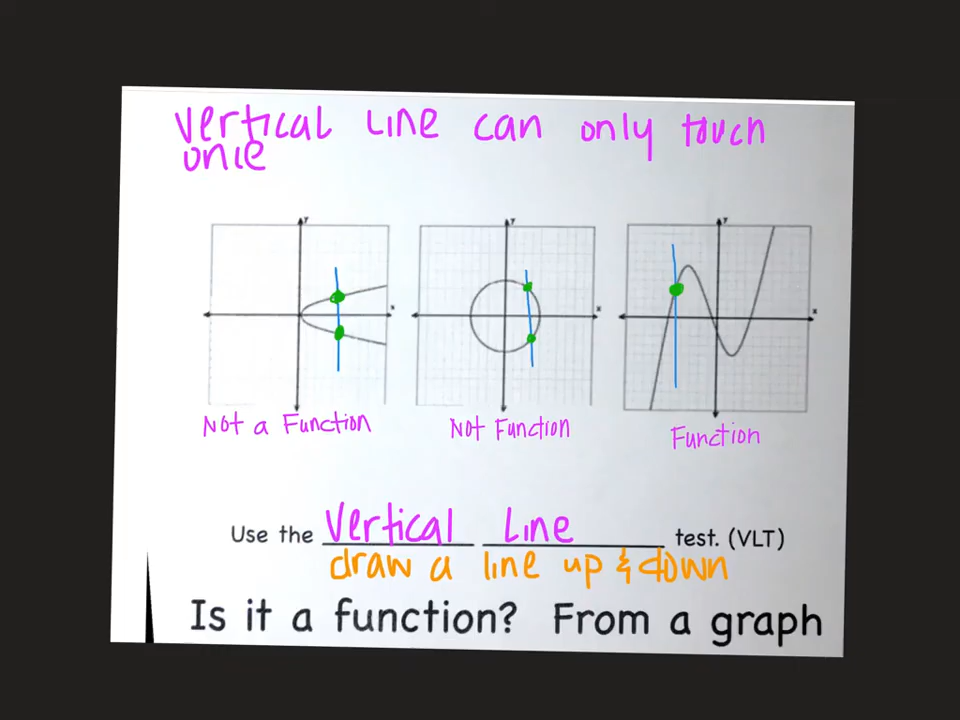 Vertical Line can only touch
once
y
y
y
x
x
x
Not a Function
Not Function
Function
Use the Vertical Line test. (VLT)
draw a line up & down
Is it a function? From a graph